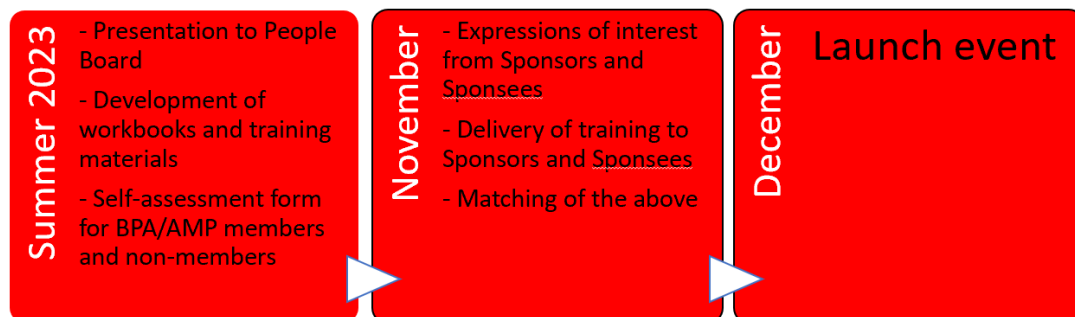 Summer 2023
- Presentation to People
Board
- Development of
workbooks and training
materials
- Self-assessment form
for BPA/AMP members
and non-members
November
- Expressions of interest
from Sponsors and
Sponsees
- Delivery of training to
Sponsors and Sponsees
- Matching of the above
December
Launch event